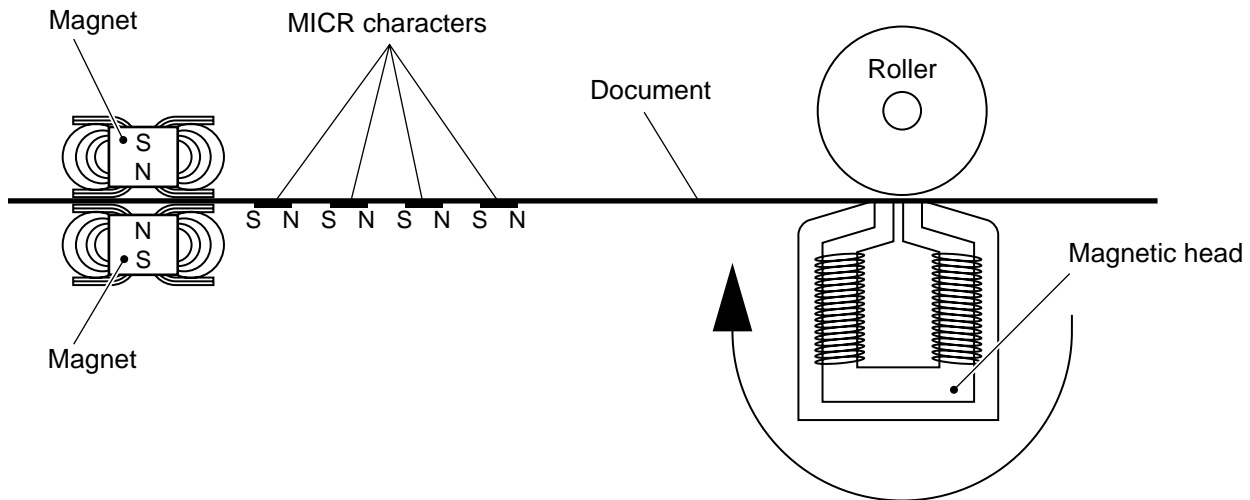 Magnet
MICR characters
Document
Roller
S
N
S N S N S N S N
N
S
Magnetic head
Magnet